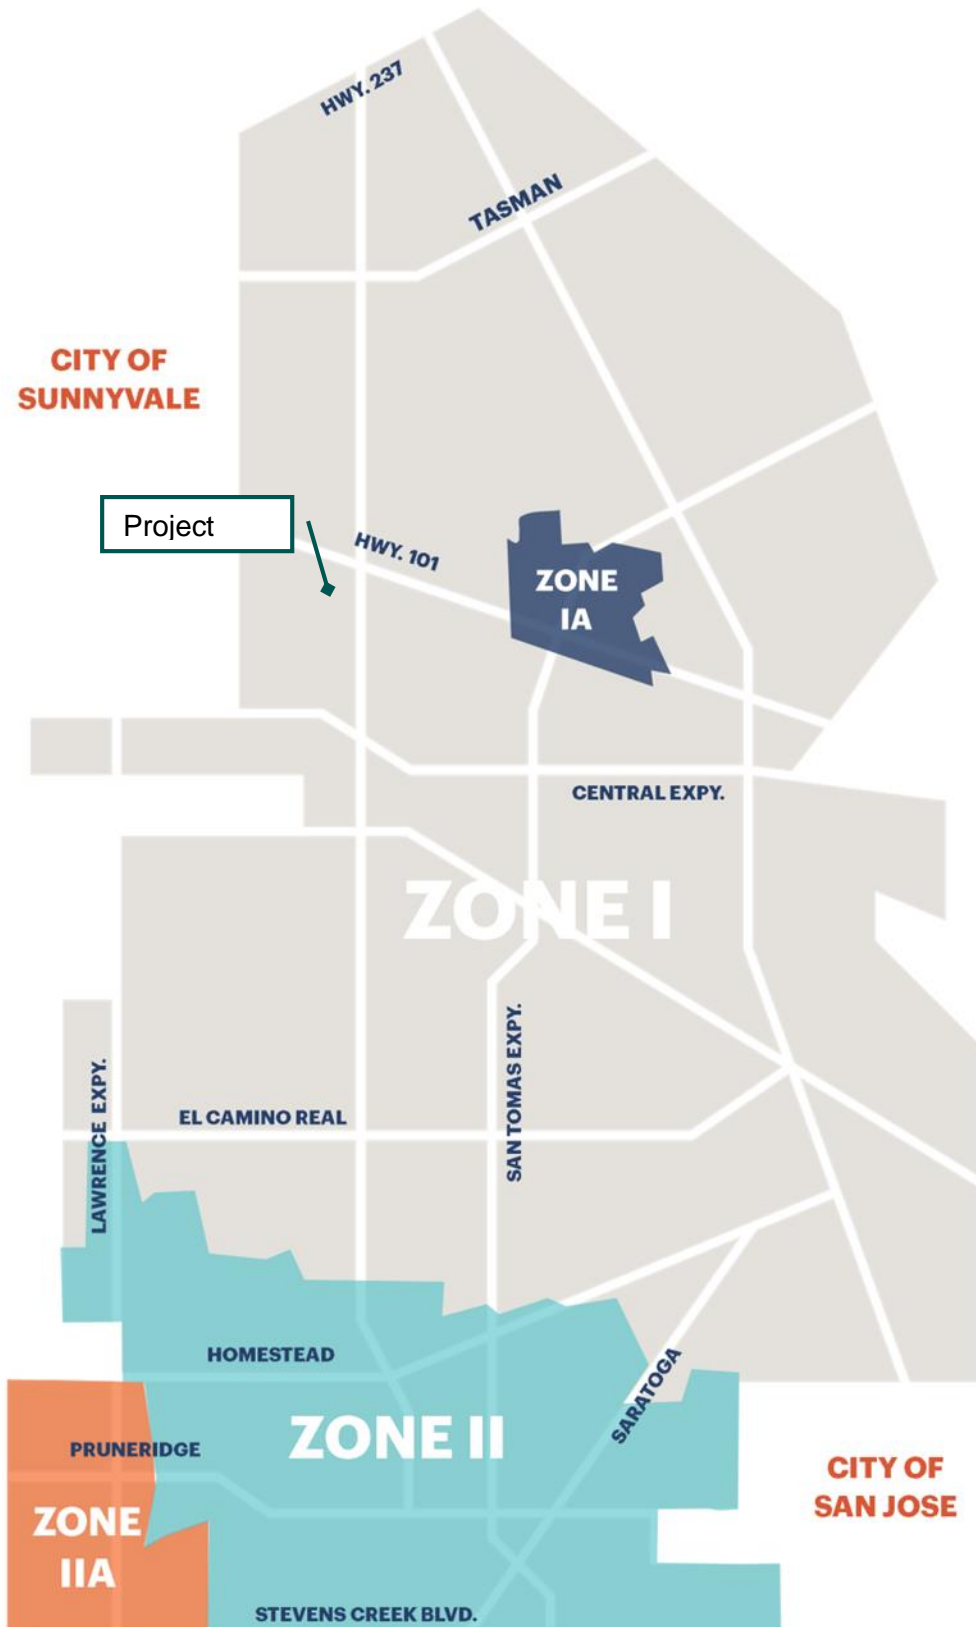 HWY. 237
TASMAN
CITY OF
SUNNYVALE
Project
HWY. 101
ZONE
IA
CENTRAL EXPY.
ZONE I
SAN TOMAS EXPY.
LAWRENCE EXPY.
EL CAMINO REAL
HOMESTEAD
SARATOGA
ZONE II
PRUNERIDGE
CITY OF
SAN JOSE
ZONE
IIA
STEVENS CREEK BLVD.